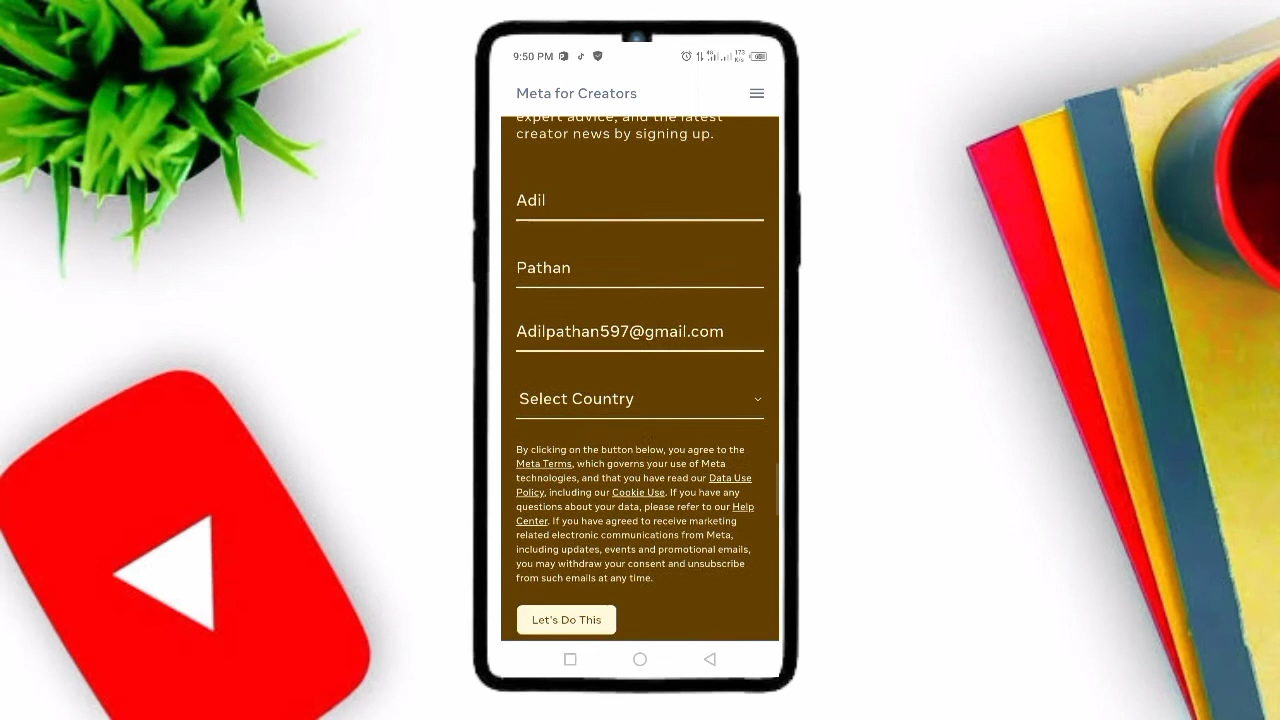 9:50 PM
4G
173
K/s
Meta for Creators
expert advice, and the latest
creator news by signing up.
Adil
Pathan
Adilpathan597@gmail.com
Select Country
By clicking on the button below, you agree to the
Meta Terms, which governs your use of Meta
technologies, and that you have read our Data Use
Policy, including our Cookie Use. If you have any
questions about your data, please refer to our Help
Center. If you have agreed to receive marketing
related electronic communications from Meta,
including updates, events and promotional emails,
you may withdraw your consent and unsubscribe
from such emails at any time.
Let's Do This